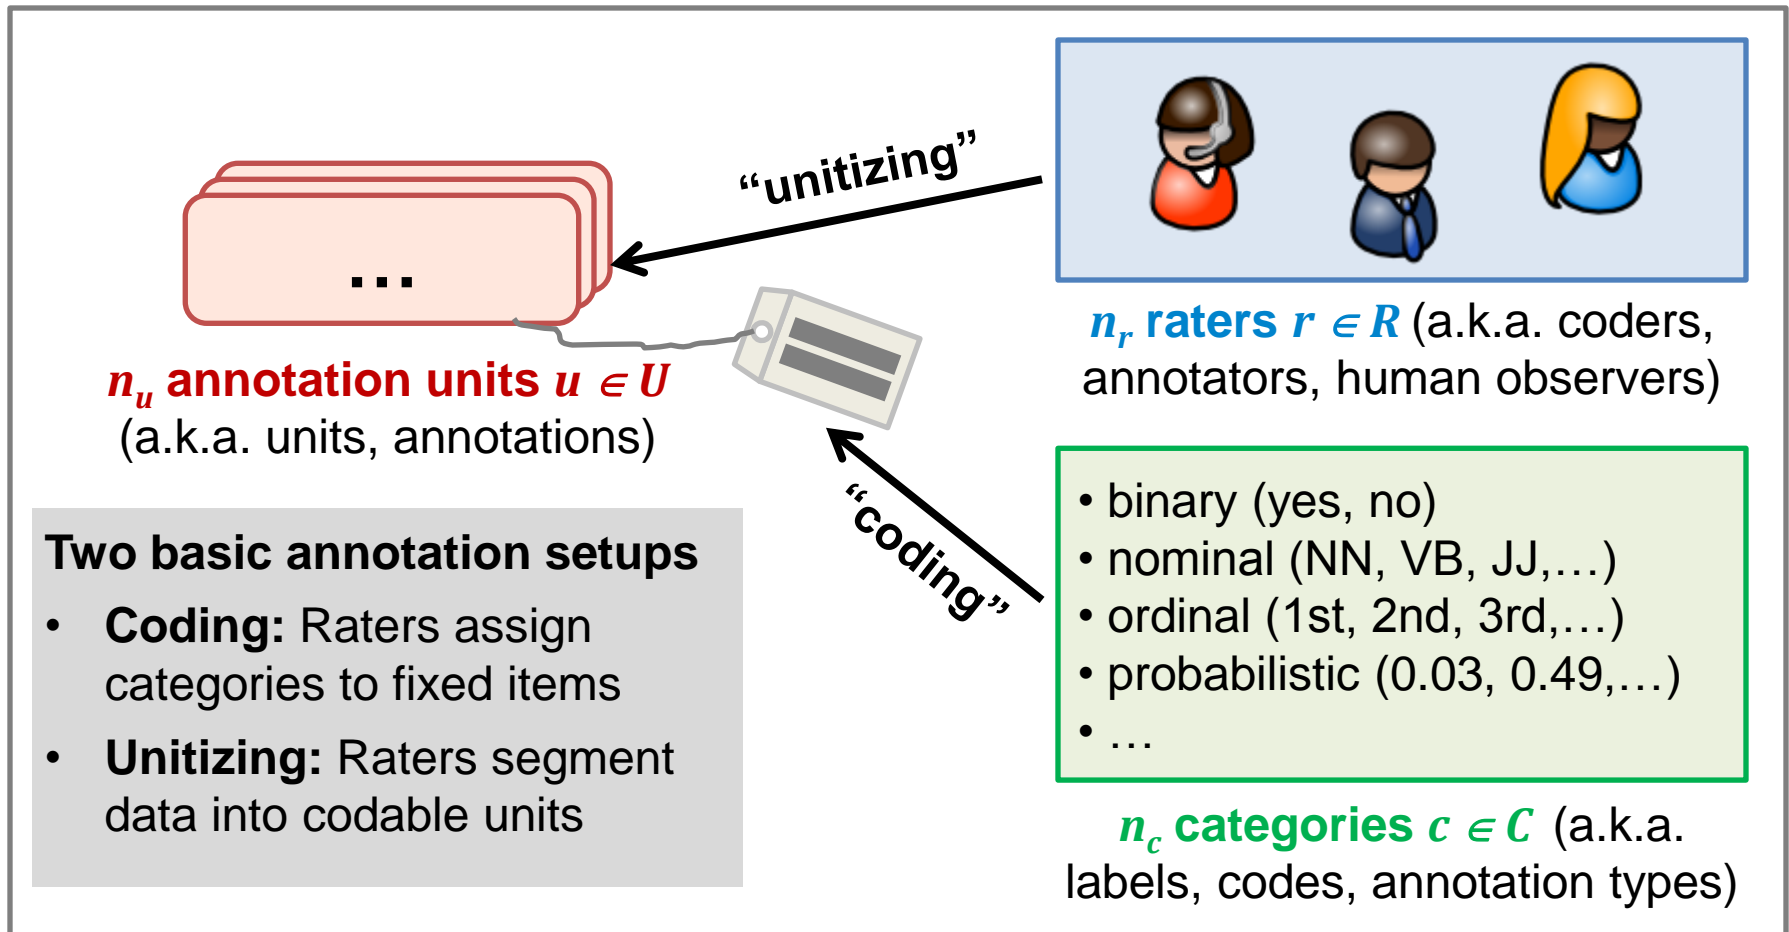 “unitizing”
…
n_r raters r ∈ R (a.k.a. coders,
annotators, human observers)
n_u annotation units u ∈ U
(a.k.a. units, annotations)
“coding”
• binary (yes, no)
• nominal (NN, VB, JJ,…)
• ordinal (1st, 2nd, 3rd,…)
• probabilistic (0.03, 0.49,…)
• …
Two basic annotation setups
• Coding: Raters assign
categories to fixed items
• Unitizing: Raters segment
data into codable units
n_c categories c ∈ C (a.k.a.
labels, codes, annotation types)